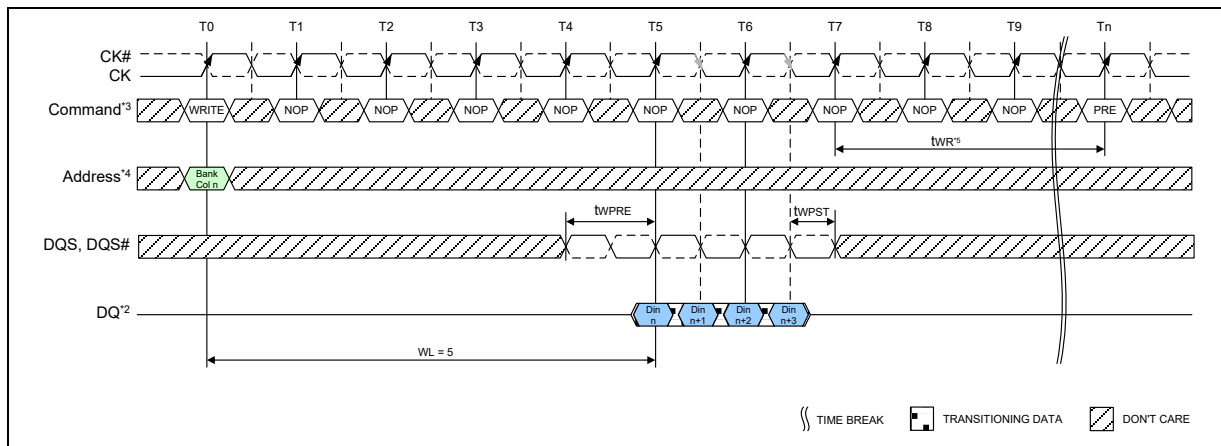 T0 T1 T2 T3 T4 T5 T6 T7 T8 T9 Tn
CK#
CK
Command*3 WRITE NOP NOP NOP NOP NOP NOP NOP NOP NOP PRE
tWR*5
Address*4 Bank
Col n
tWPRE tWPST
DQS, DQS#
DQ*2 Din
n Din
n+1 Din
n+2 Din
n+3
WL = 5
TIME BREAK TRANSITIONING DATA DON'T CARE